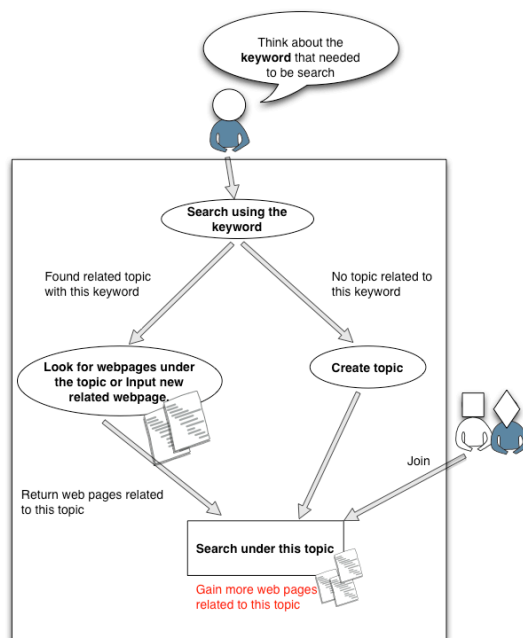 Think about the
keyword that needed
to be search
Search using the
keyword
Found related topic
with this keyword
No topic related to
this keyword
Look for webpages under
the topic or Input new
related webpage.
Create topic
Join
Return web pages related
to this topic
Search under this topic
Gain more web pages
related to this topic